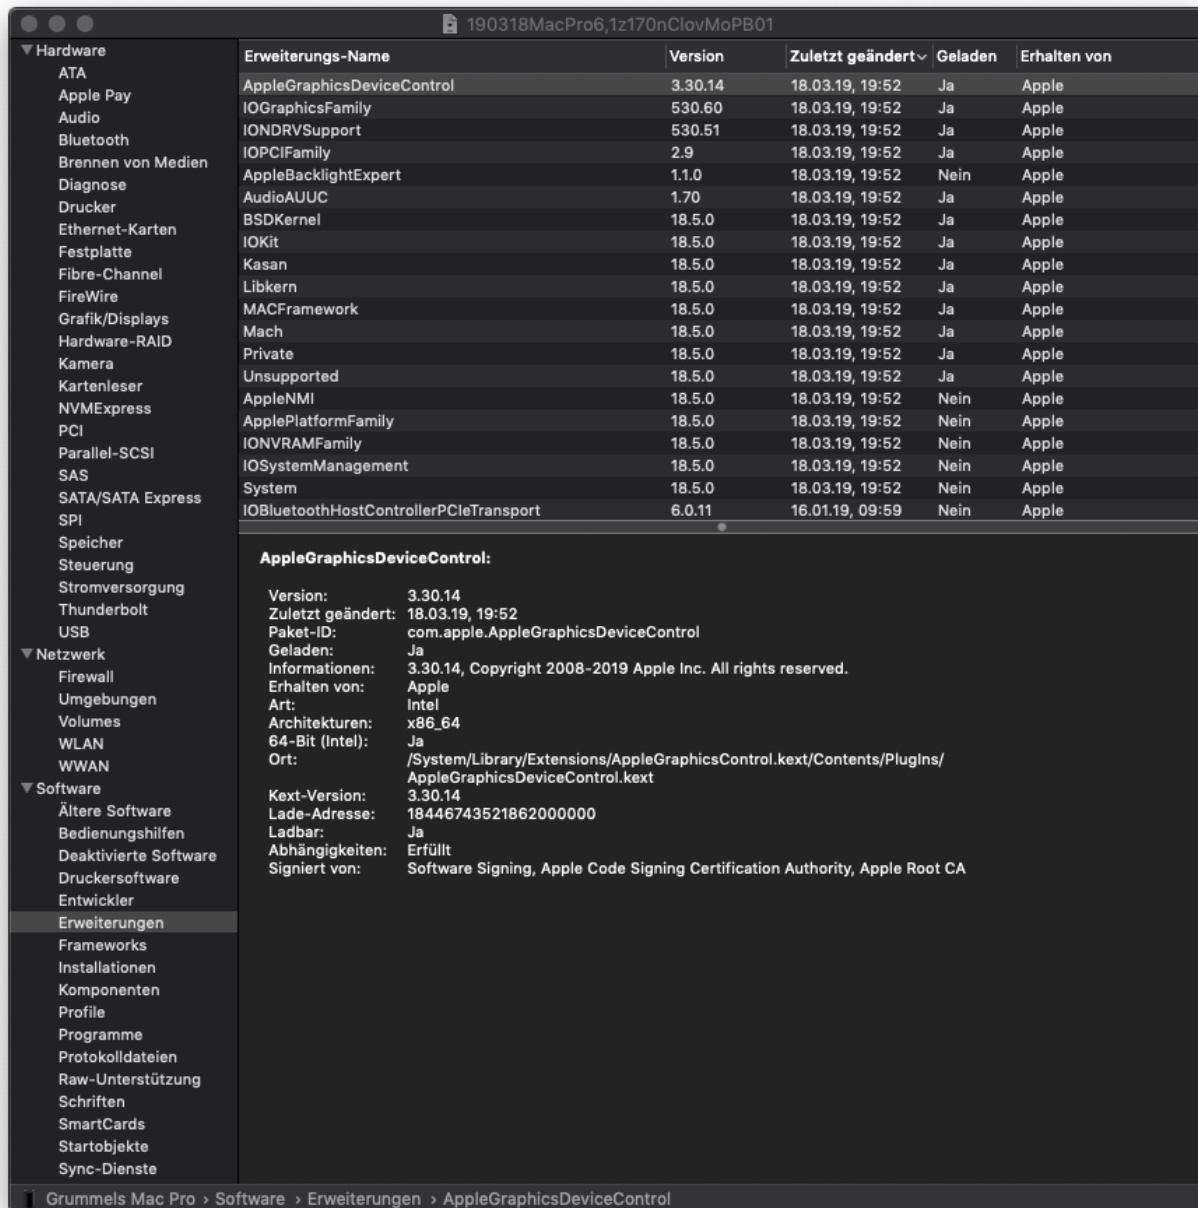 190318MacPro6,1z170nClovMoPB01
Hardware
ATA
Apple Pay
Audio
Bluetooth
Brennen von Medien
Diagnose
Drucker
Ethernet-Karten
Festplatte
Fibre-Channel
FireWire
Grafik/Displays
Hardware-RAID
Kamera
Kartenleser
NVMExpress
PCI
Parallel-SCSI
SAS
SATA/SATA Express
SPI
Speicher
Steuerung
Stromversorgung
Thunderbolt
USB
Netzwerk
Firewall
Umgebungen
Volumes
WLAN
WWAN
Software
Ältere Software
Bedienungshilfen
Deaktivierte Software
Druckersoftware
Entwickler
Erweiterungen
Frameworks
Installationen
Komponenten
Profile
Programme
Protokolldateien
Raw-Unterstützung
Schriften
SmartCards
Startobjekte
Sync-Dienste
Erweiterungs-Name Version Zuletzt geändert Geladen Erhalten von
AppleGraphicsDeviceControl 3.30.14 18.03.19, 19:52 Ja Apple
IOGraphicsFamily 530.60 18.03.19, 19:52 Ja Apple
IONDRVSupport 530.51 18.03.19, 19:52 Ja Apple
IOPCIFamily 2.9 18.03.19, 19:52 Ja Apple
AppleBacklightExpert 1.1.0 18.03.19, 19:52 Nein Apple
AudioAUUC 1.70 18.03.19, 19:52 Ja Apple
BSDKernel 18.5.0 18.03.19, 19:52 Ja Apple
IOKit 18.5.0 18.03.19, 19:52 Ja Apple
Kasan 18.5.0 18.03.19, 19:52 Ja Apple
Libkern 18.5.0 18.03.19, 19:52 Ja Apple
MACFramework 18.5.0 18.03.19, 19:52 Ja Apple
Mach 18.5.0 18.03.19, 19:52 Ja Apple
Private 18.5.0 18.03.19, 19:52 Ja Apple
Unsupported 18.5.0 18.03.19, 19:52 Ja Apple
AppleNMI 18.5.0 18.03.19, 19:52 Nein Apple
ApplePlatformFamily 18.5.0 18.03.19, 19:52 Nein Apple
IONVRAMFamily 18.5.0 18.03.19, 19:52 Nein Apple
IOSystemManagement 18.5.0 18.03.19, 19:52 Nein Apple
System 18.5.0 18.03.19, 19:52 Nein Apple
IOBluetoothHostControllerPCIeTransport 6.0.11 16.01.19, 09:59 Nein Apple
AppleGraphicsDeviceControl:
Version: 3.30.14
Zuletzt geändert: 18.03.19, 19:52
Paket-ID: com.apple.AppleGraphicsDeviceControl
Geladen: Ja
Informationen: 3.30.14, Copyright 2008-2019 Apple Inc. All rights reserved.
Erhalten von: Apple
Art: Intel
Architekturen: x86_64
64-Bit (Intel): Ja
Ort: /System/Library/Extensions/AppleGraphicsControl.kext/Contents/PlugIns/
AppleGraphicsDeviceControl.kext
Kext-Version: 3.30.14
Lade-Adresse: 18446743521862000000
Ladbar: Ja
Abhängigkeiten: Erfüllt
Signiert von: Software Signing, Apple Code Signing Certification Authority, Apple Root CA
Grummels Mac Pro › Software › Erweiterungen › AppleGraphicsDeviceControl